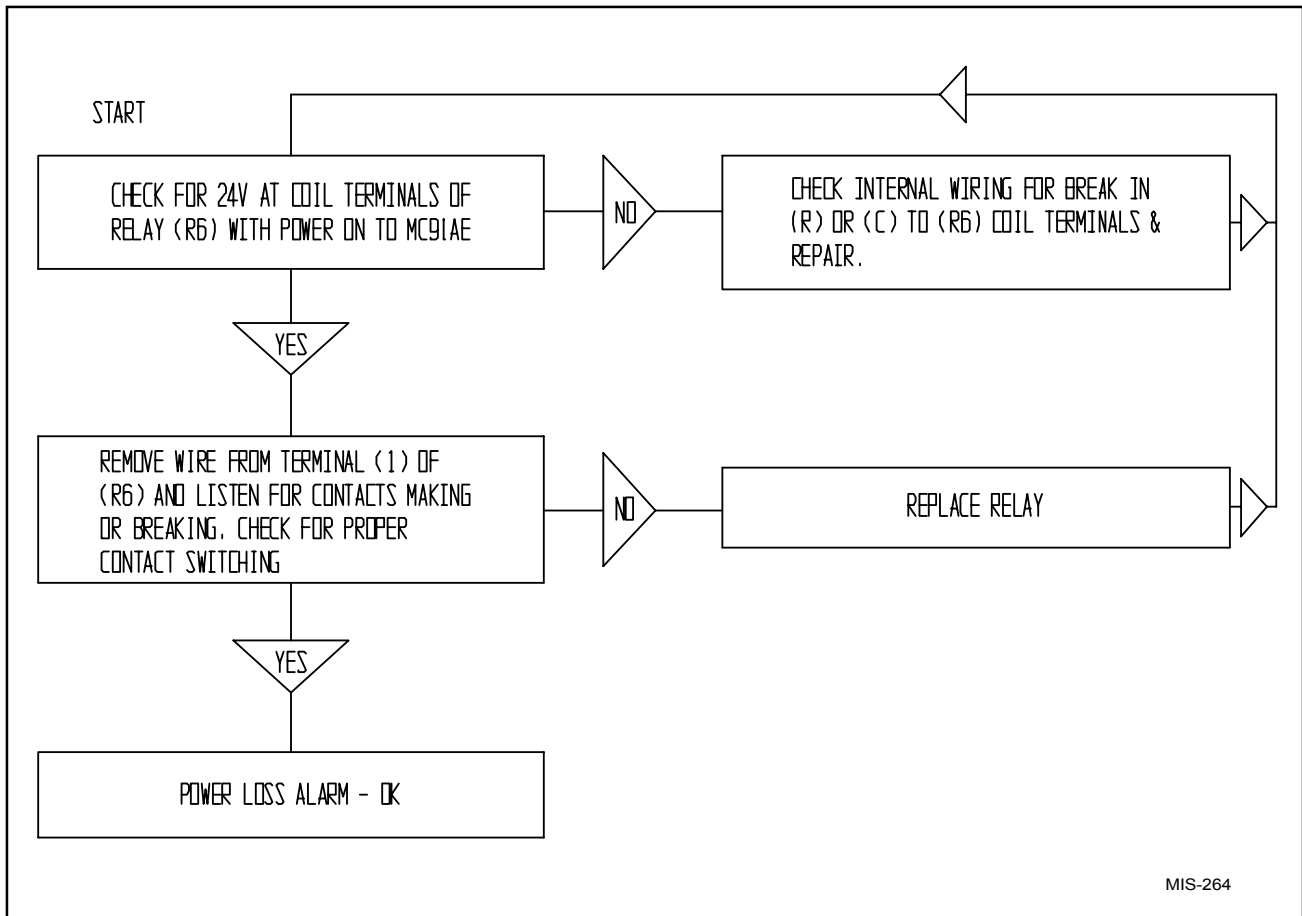 START
CHECK FOR 24V AT COIL TERMINALS OF
RELAY (R6) WITH POWER ON TO MC91AE
NO
CHECK INTERNAL WIRING FOR BREAK IN
(R) OR (C) TO (R6) COIL TERMINALS &
REPAIR.
YES
REMOVE WIRE FROM TERMINAL (1) OF
(R6) AND LISTEN FOR CONTACTS MAKING
OR BREAKING. CHECK FOR PROPER
CONTACT SWITCHING
NO
REPLACE RELAY
YES
POWER LOSS ALARM - OK
MIS-264